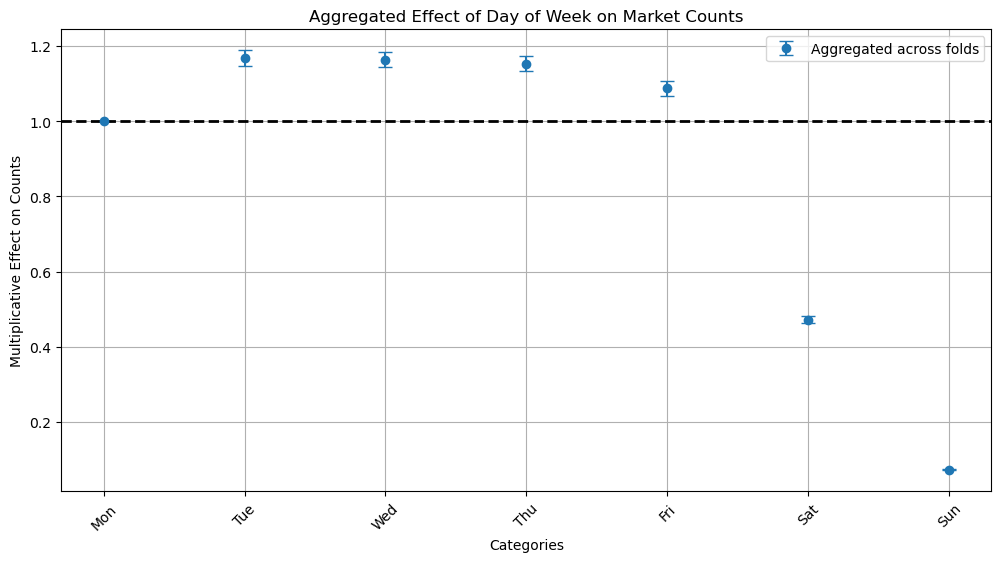 Aggregated Effect of Day of Week on Market Counts
Aggregated across folds
Multiplicative Effect on Counts
1.2
1.0
0.8
0.6
0.4
0.2
Mon
Tue
Wed
Thu
Fri
Sat
Sun
Categories